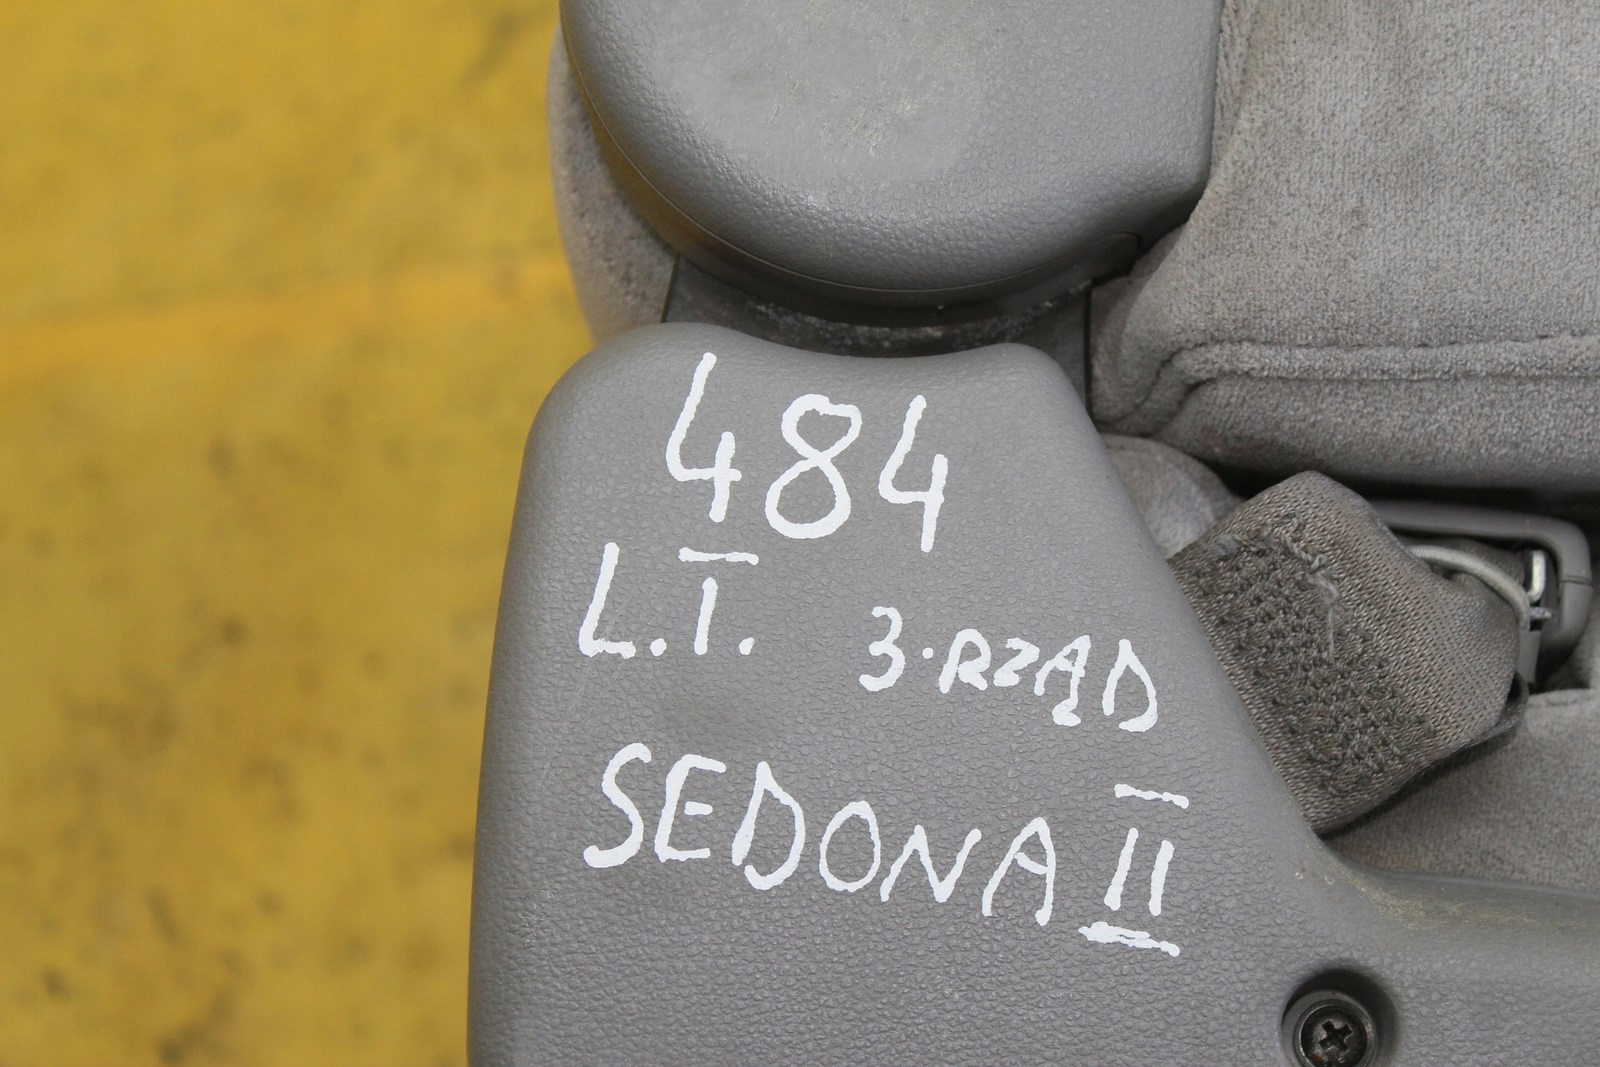 484
L.T. 3.RZĄD
SEDONA II